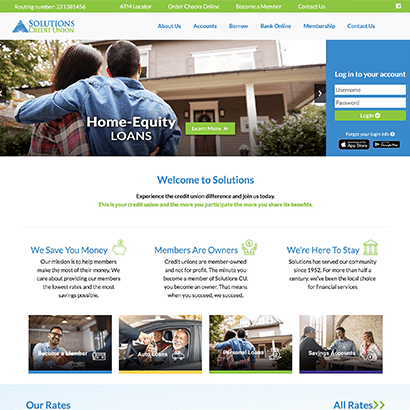 Routing number: 221381456
ATM Locator
Order Checks Online
Become a Member
Contact Us
SOLUTIONS
CREDIT UNION
About Us
Accounts
Borrow
Bank Online
Membership
Contact Us
Log in to your account
Username
Password
Login
Forgot your login info
App Store
Google Play
Home-Equity
LOANS
Learn More
Welcome to Solutions
Experience the credit union difference and join us today.
This is your credit union and the more you participate the more you share its benefits.
We Save You Money
Our mission is to help members
make the most of their money. We
care about providing our members
the lowest rates and the most
savings possible.
Members Are Owners
Credit unions are member-owned
and not for profit. The minute you
become a member of Solutions CU,
you become an owner. That means
when you succeed, we succeed.
We're Here To Stay
Solutions has served our community
since 1952. For more than half a
century, we've been the local choice
for financial services
Become a Member
Auto Loans
Personal Loans
Savings Accounts
Our Rates
All Rates